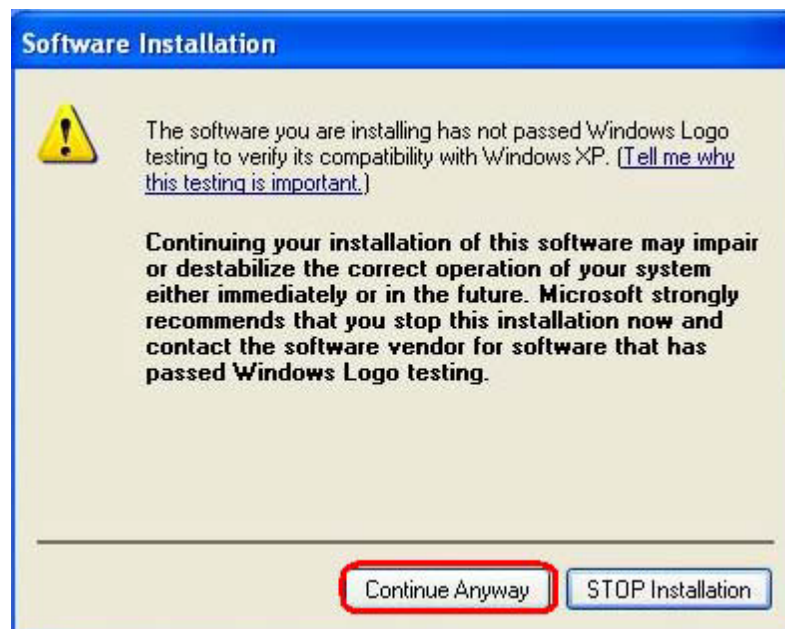 Software Installation
The software you are installing has not passed Windows Logo
testing to verify its compatibility with Windows XP. (Tell me why
this testing is important.)
Continuing your installation of this software may impair
or destabilize the correct operation of your system
either immediately or in the future. Microsoft strongly
recommends that you stop this installation now and
contact the software vendor for software that has
passed Windows Logo testing.
Continue Anyway
STOP Installation